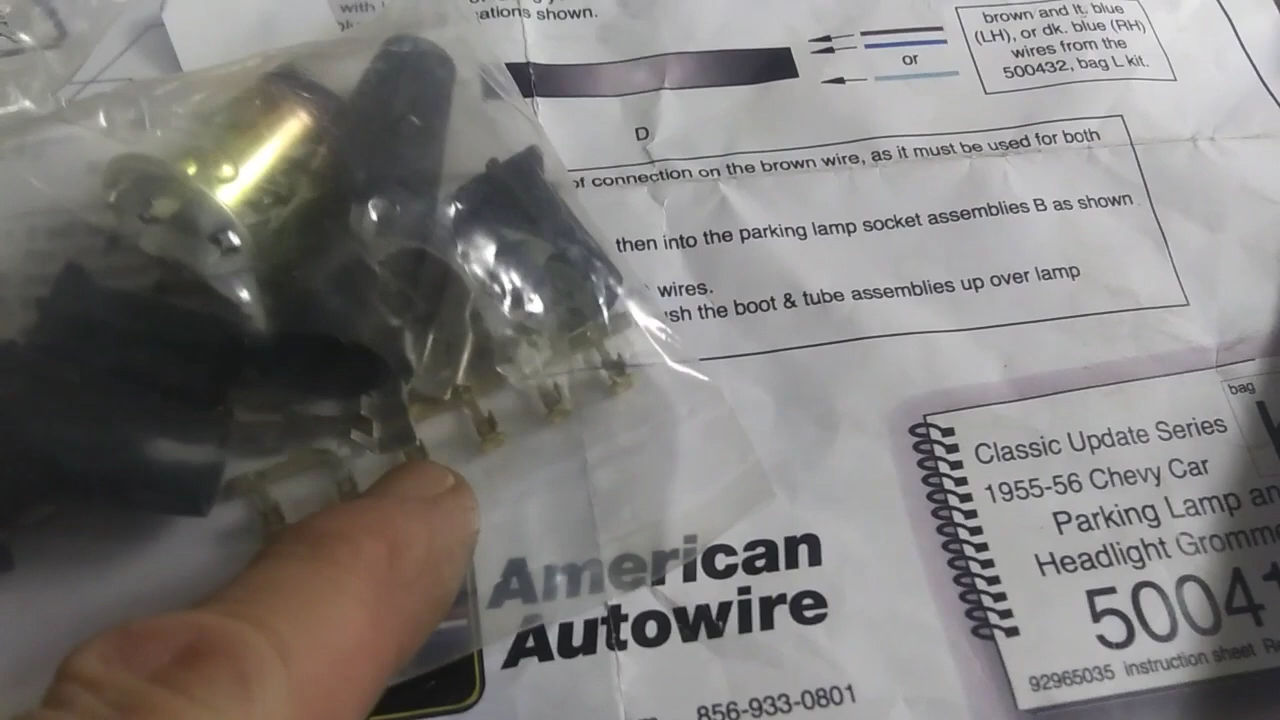 with
ations shown.
brown and lt. blue
(LH), or dk. blue (RH)
wires from the
500432, bag L kit.
or
D
of connection on the brown wire, as it must be used for both
then into the parking lamp socket assemblies B as shown
wires.
sh the boot & tube assemblies up over lamp
bag
Classic Update Series
1955-56 Chevy Car
Parking Lamp an
Headlight Gromme
5004
92965035 instruction sheet
American
Autowire
856-933-0801